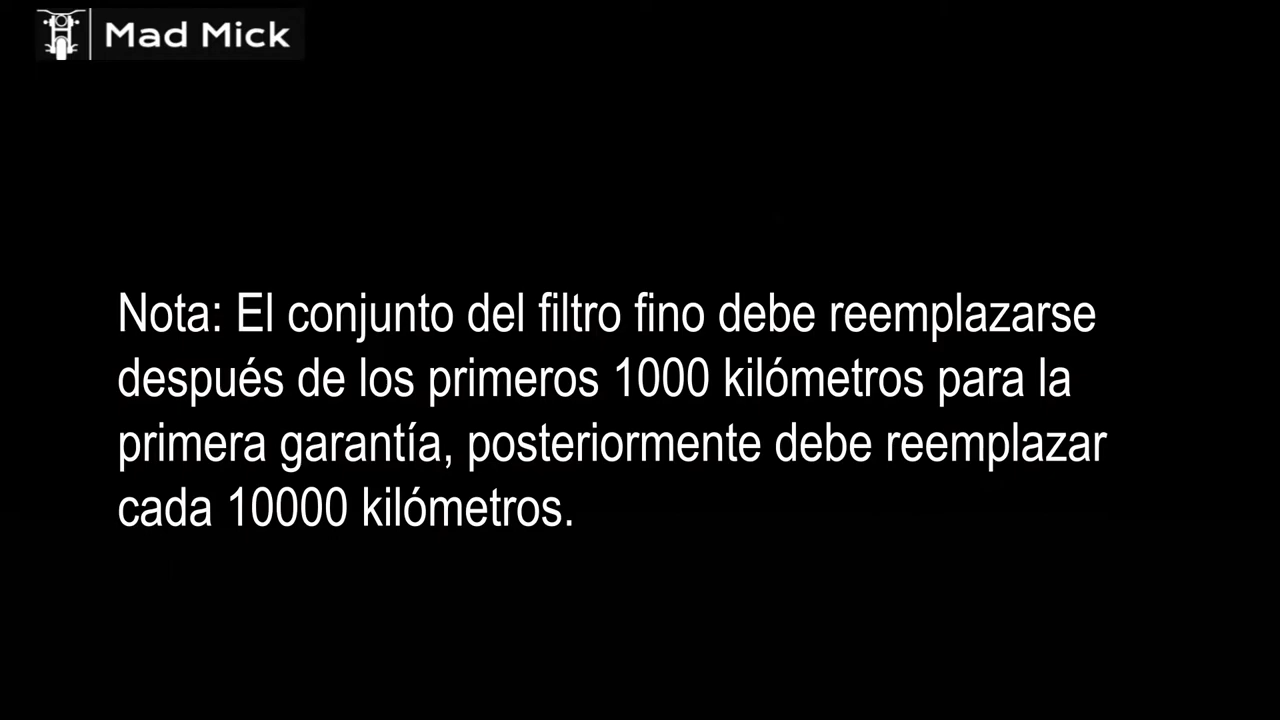 Mad Mick
Nota: El conjunto del filtro fino debe reemplazarse
después de los primeros 1000 kilómetros para la
primera garantía, posteriormente debe reemplazar
cada 10000 kilómetros.